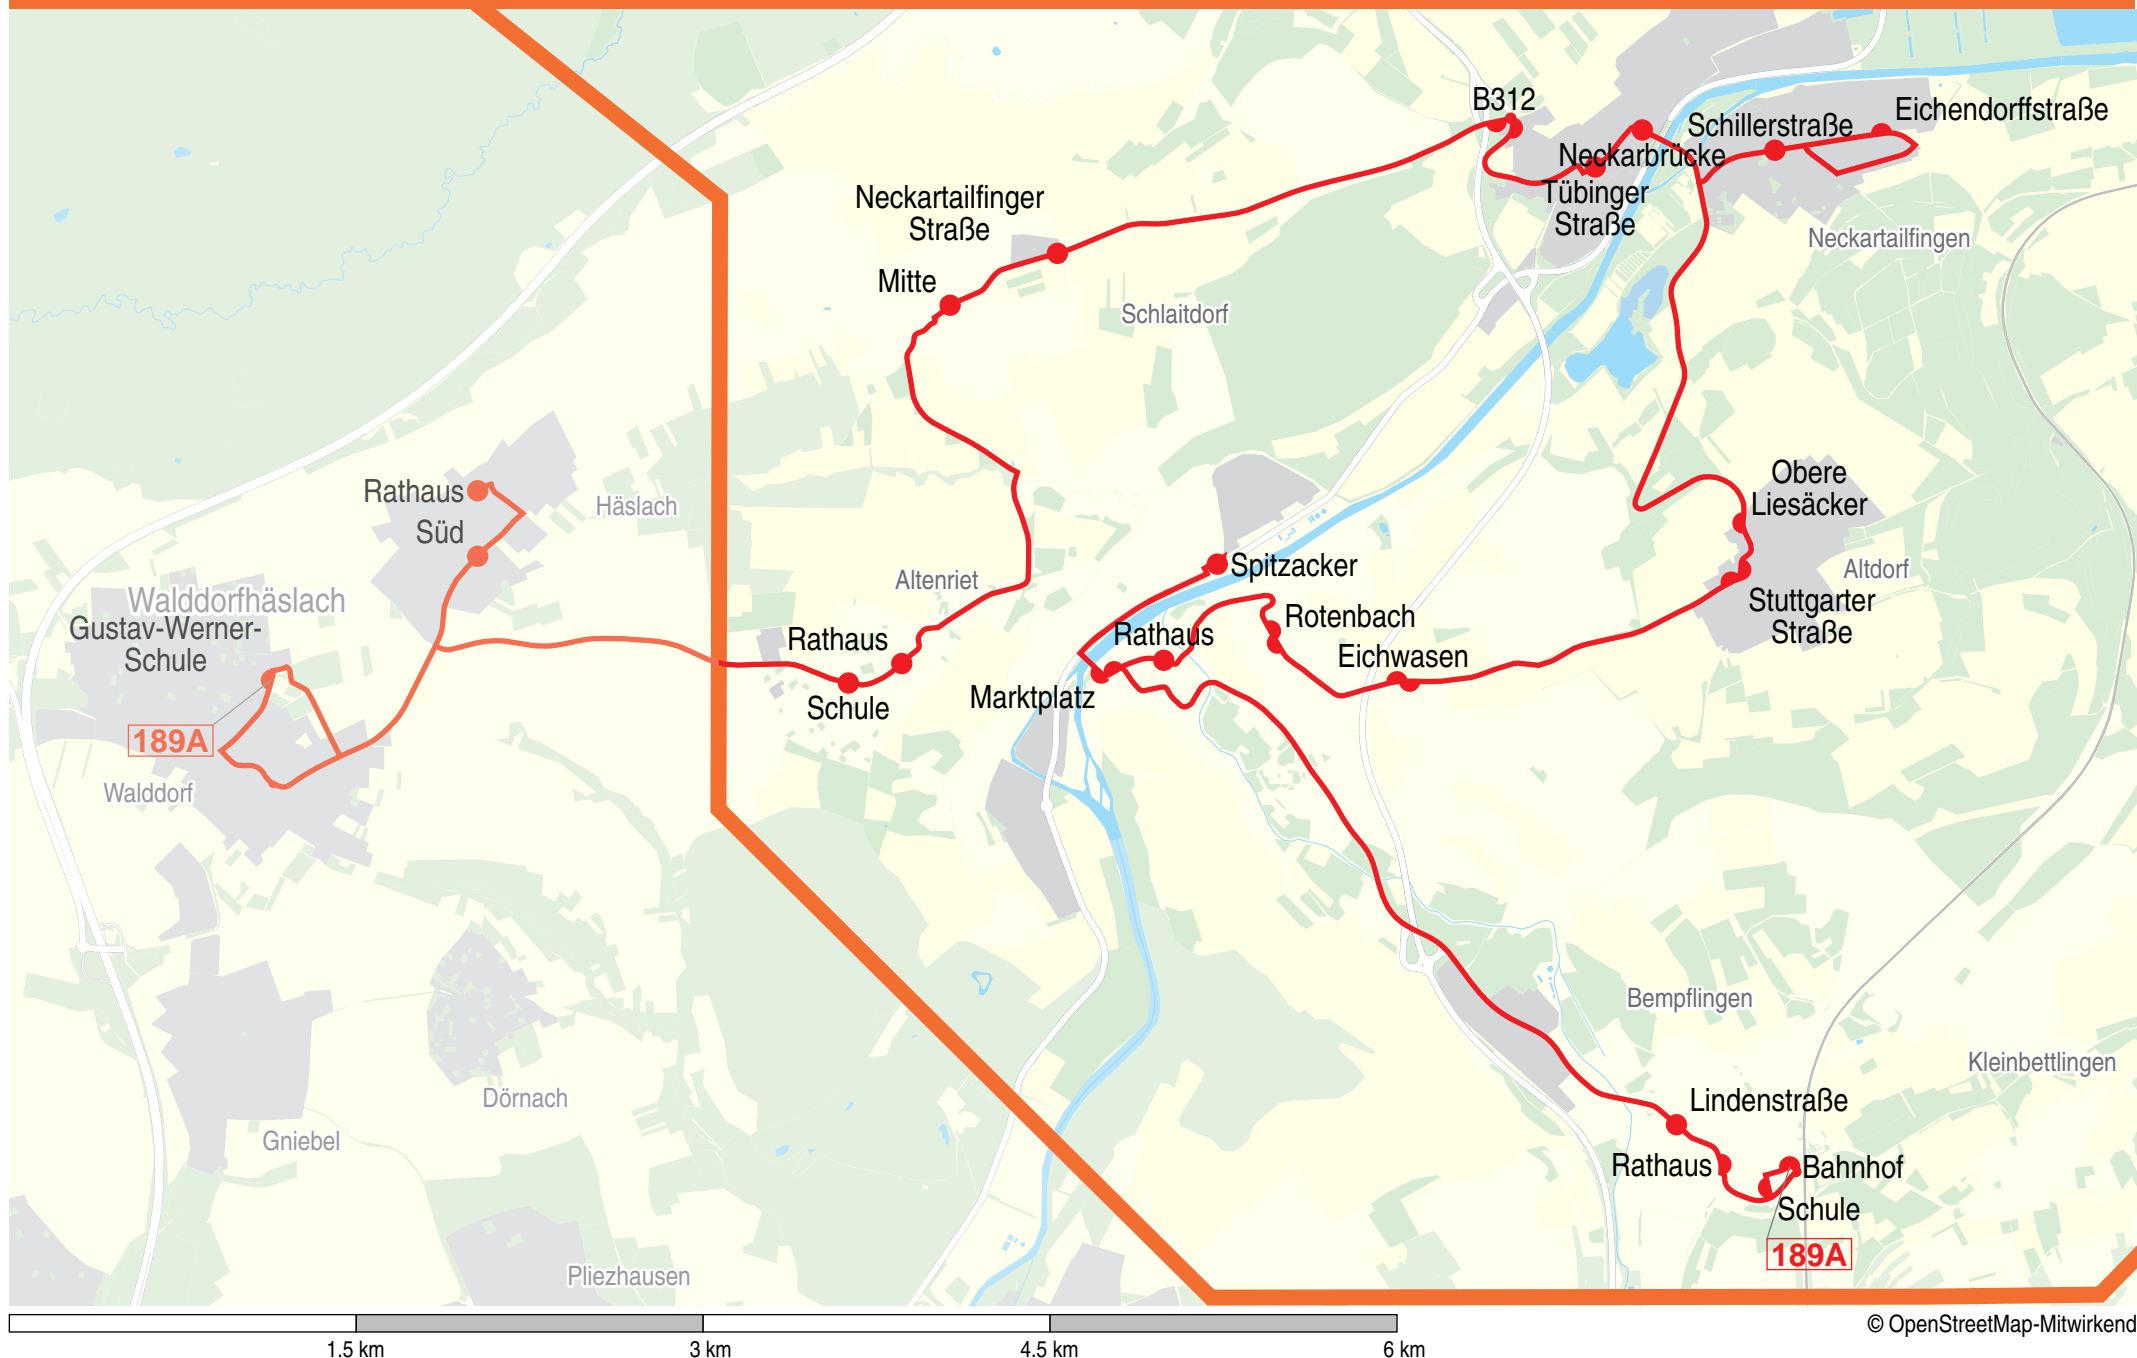 B312
Eichendorffstraße
Schillerstraße
Neckarbrücke
Tübinger
Straße
Neckartailfingen
Neckartailfinger
Straße
Mitte
Schlaitdorf
Rathaus
Süd
Häslach
Obere
Liesäcker
Altdorf
Stuttgarter
Straße
Spitzacker
Altenriet
Rotenbach
Rathaus
Eichwasen
Walddorfhäslach
Gustav-Werner-
Schule
Rathaus
Schule
Marktplatz
189A
Walddorf
Bempflingen
Kleinbettlingen
Dörnach
Gniebel
Lindenstraße
Rathaus
Bahnhof
Schule
189A
Pliezhausen
© OpenStreetMap-Mitwirkend
1.5 km
3 km
4.5 km
6 km